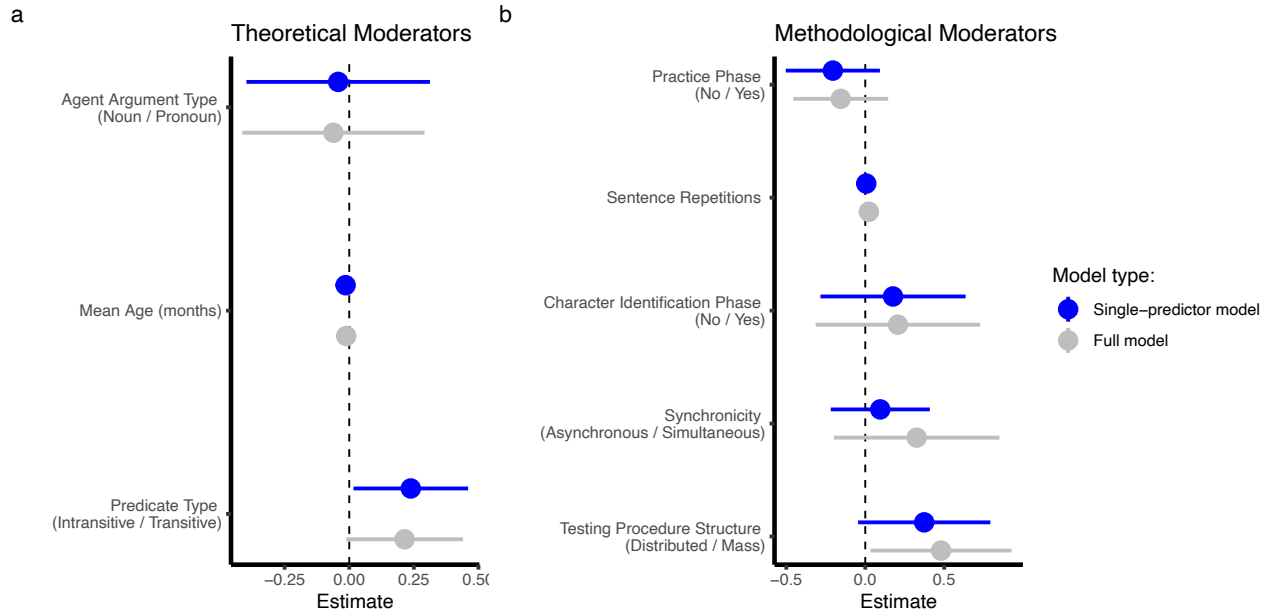 a
Theoretical Moderators
Agent Argument Type
(Noun / Pronoun)
Mean Age (months)
Predicate Type
(Intransitive / Transitive)
−0.25 0.00 0.25 0.50
Estimate
b
Methodological Moderators
Practice Phase
(No / Yes)
Sentence Repetitions
Character Identification Phase
(No / Yes)
Synchronicity
(Asynchronous / Simultaneous)
Testing Procedure Structure
(Distributed / Mass)
−0.5 0.0 0.5
Estimate
Model type:
Single−predictor model
Full model